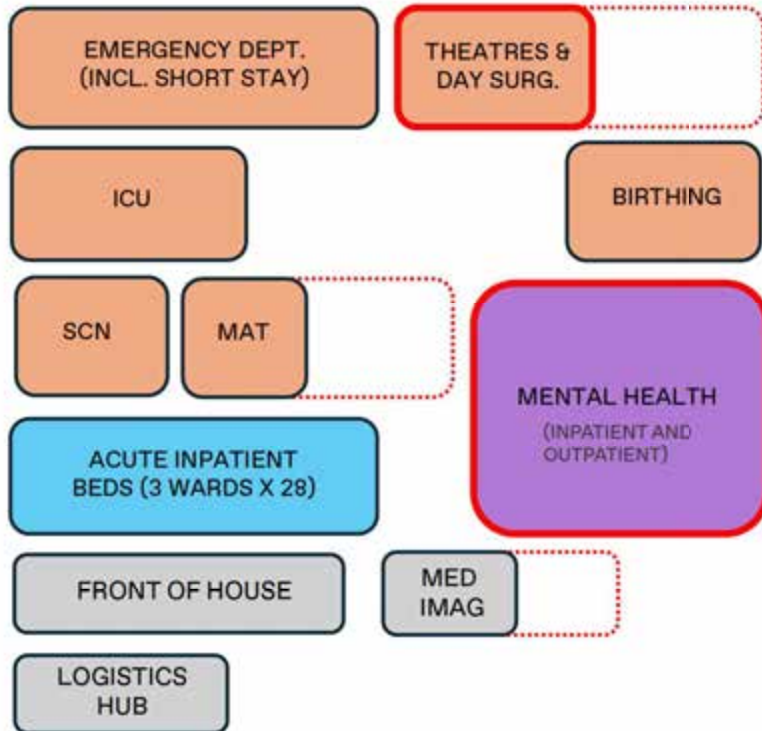 EMERGENCY DEPT.
(INCL. SHORT STAY)
THEATRES &
DAY SURG.
ICU
BIRTHING
SCN
MAT
MENTAL HEALTH
(INPATIENT AND
OUTPATIENT)
ACUTE INPATIENT
BEDS (3 WARDS X 28)
FRONT OF HOUSE
MED
IMAG
LOGISTICS
HUB